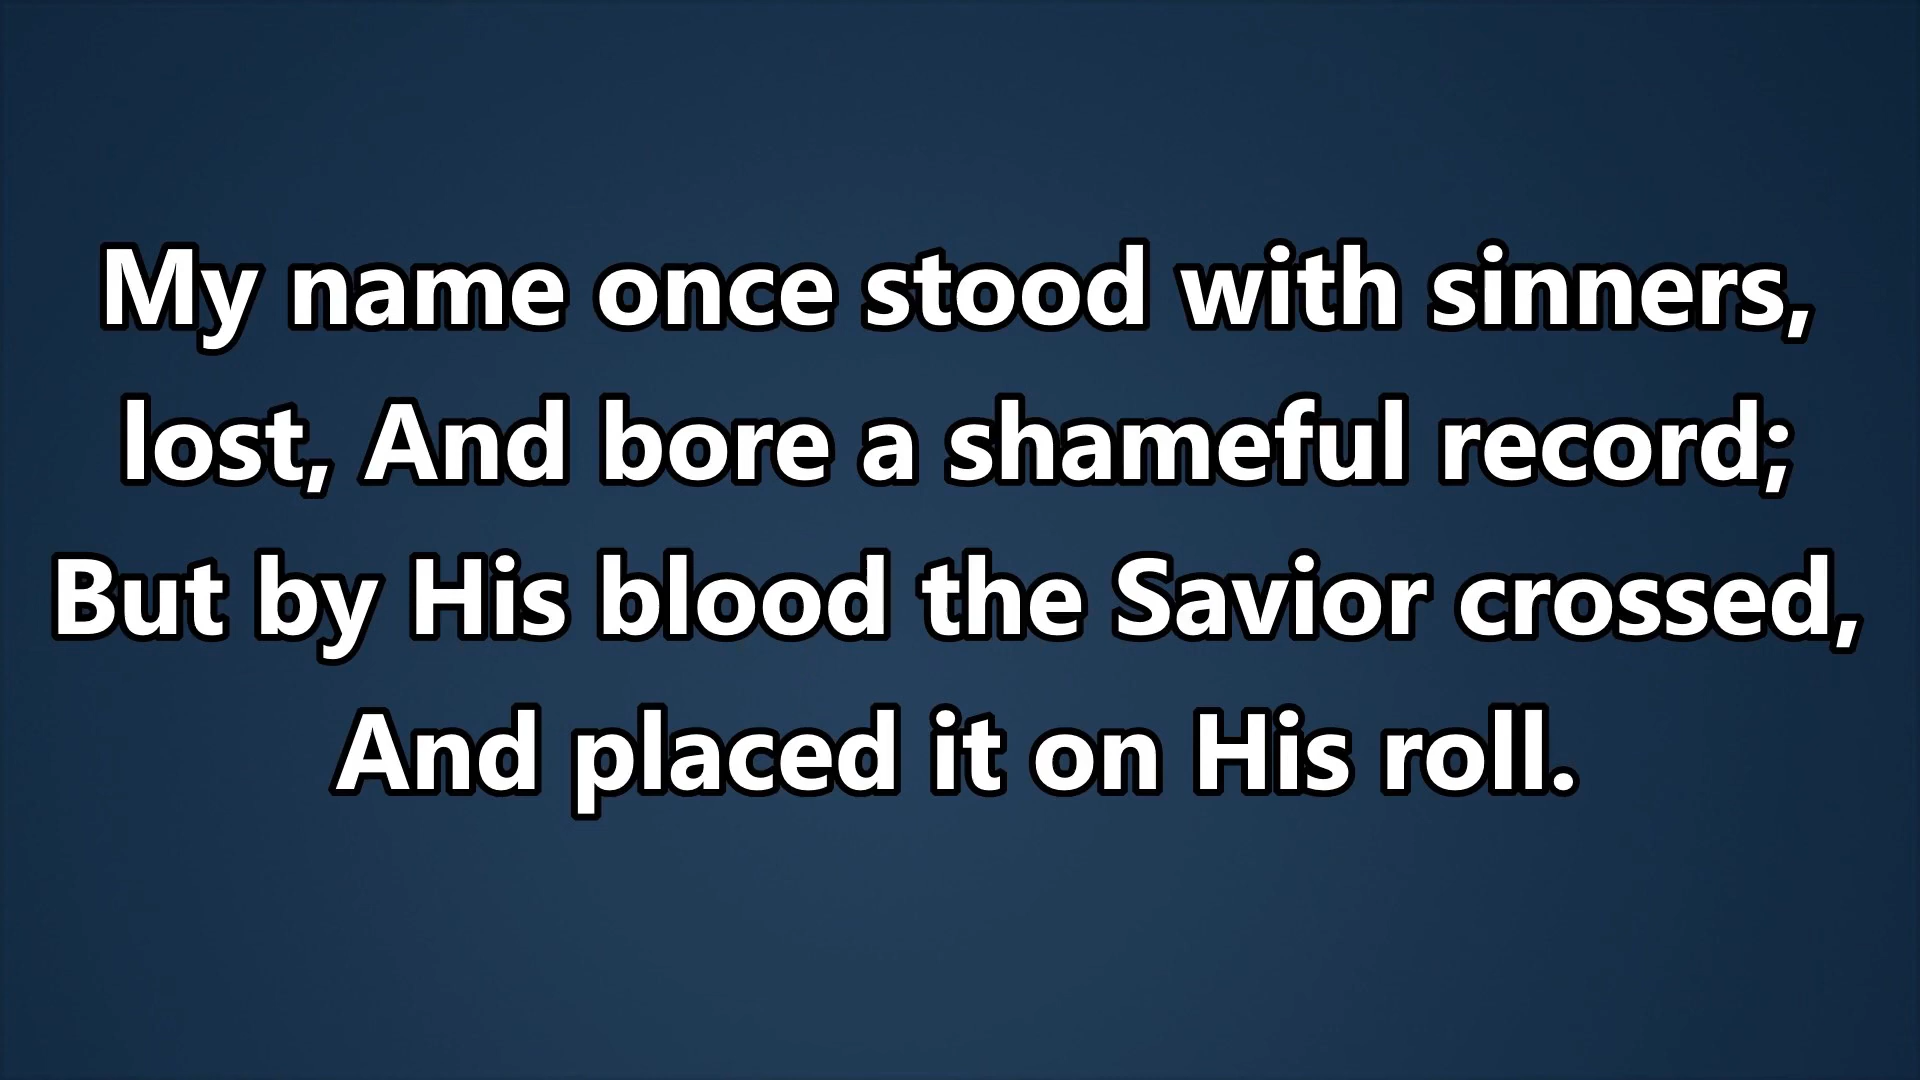 My name once stood with sinners,
lost, And bore a shameful record;
But by His blood the Savior crossed,
And placed it on His roll.